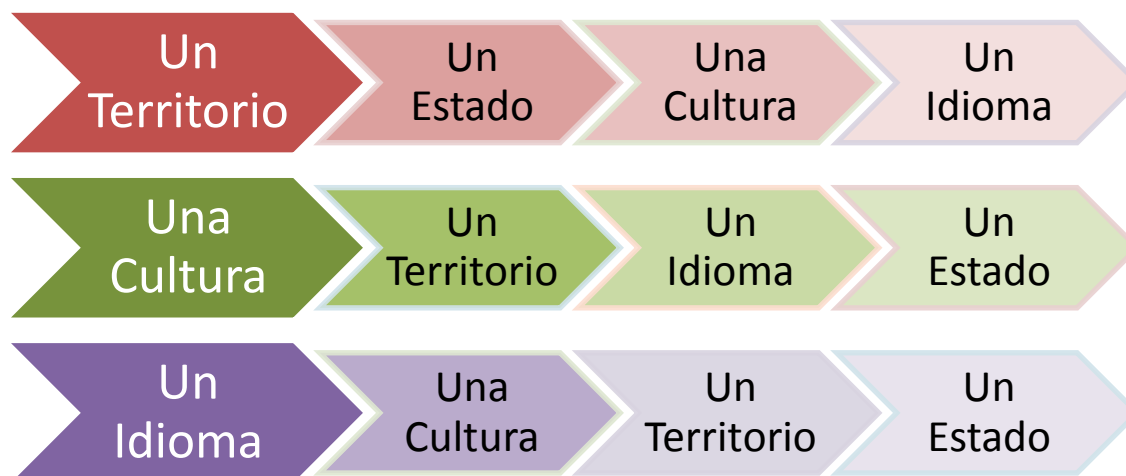 Un
Territorio
Un
Estado
Una
Cultura
Un
Idioma
Una
Cultura
Un
Territorio
Un
Idioma
Un
Estado
Un
Idioma
Una
Cultura
Un
Territorio
Un
Estado